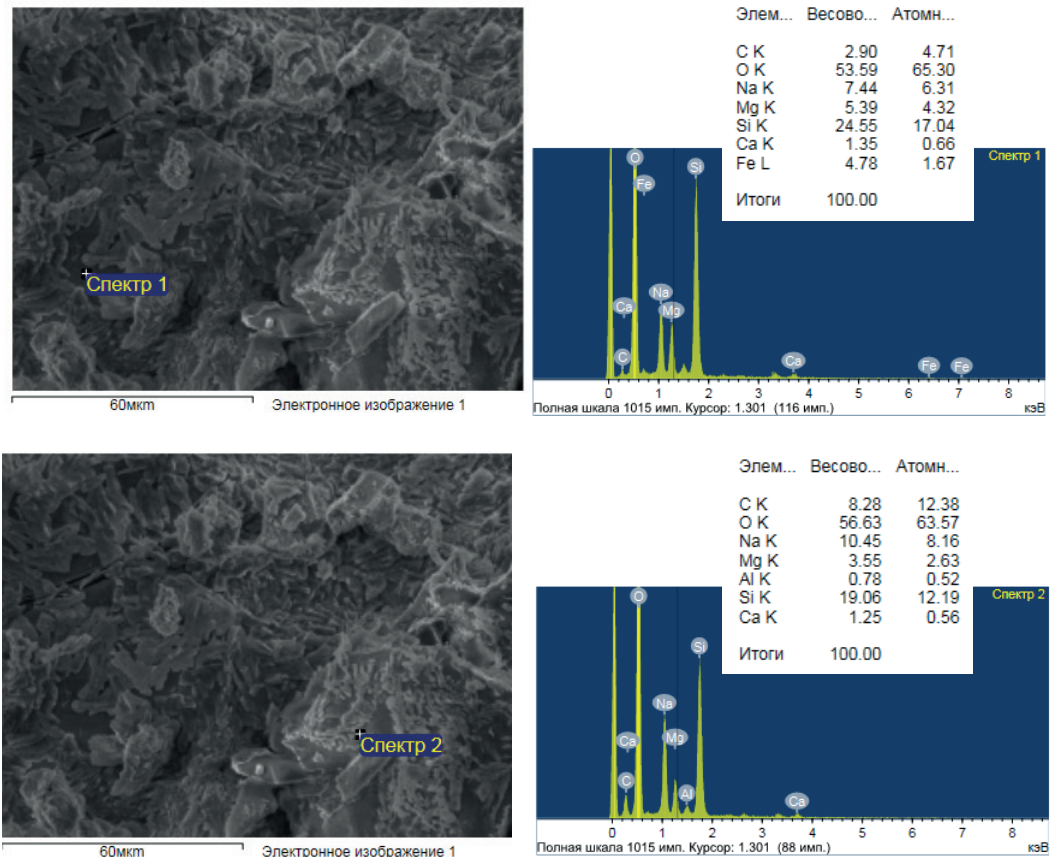 Элем... Весово... Атомн...
C K 2.90 4.71
O K 53.59 65.30
Na K 7.44 6.31
Mg K 5.39 4.32
Si K 24.55 17.04
Ca K 1.35 0.66
Fe L 4.78 1.67
Итоги 100.00
Спектр 1
Спектр 1
O
Fe
Si
Na
Mg
Ca
C
Ca
Fe
Fe
0 1 2 3 4 5 6 7 8
Полная шкала 1015 имп. Курсор: 1.301 (116 имп.)
кэВ
60мкm
Электронное изображение 1
Элем... Весово... Атомн...
C K 8.28 12.38
O K 56.63 63.57
Na K 10.45 8.16
Mg K 3.55 2.63
Al K 0.78 0.52
Si K 19.06 12.19
Ca K 1.25 0.56
Итоги 100.00
Спектр 2
Спектр 2
O
Si
Na
Ca
Mg
C
Al
Ca
0 1 2 3 4 5 6 7 8
Полная шкала 1015 имп. Курсор: 1.301 (88 имп.)
кэВ
60мкm
Электронное изображение 1